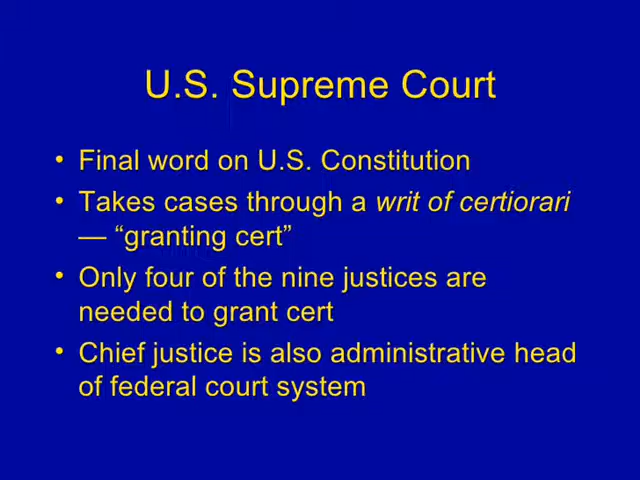 U.S. Supreme Court
• Final word on U.S. Constitution
• Takes cases through a writ of certiorari
— “granting cert”
• Only four of the nine justices are
needed to grant cert
• Chief justice is also administrative head
of federal court system